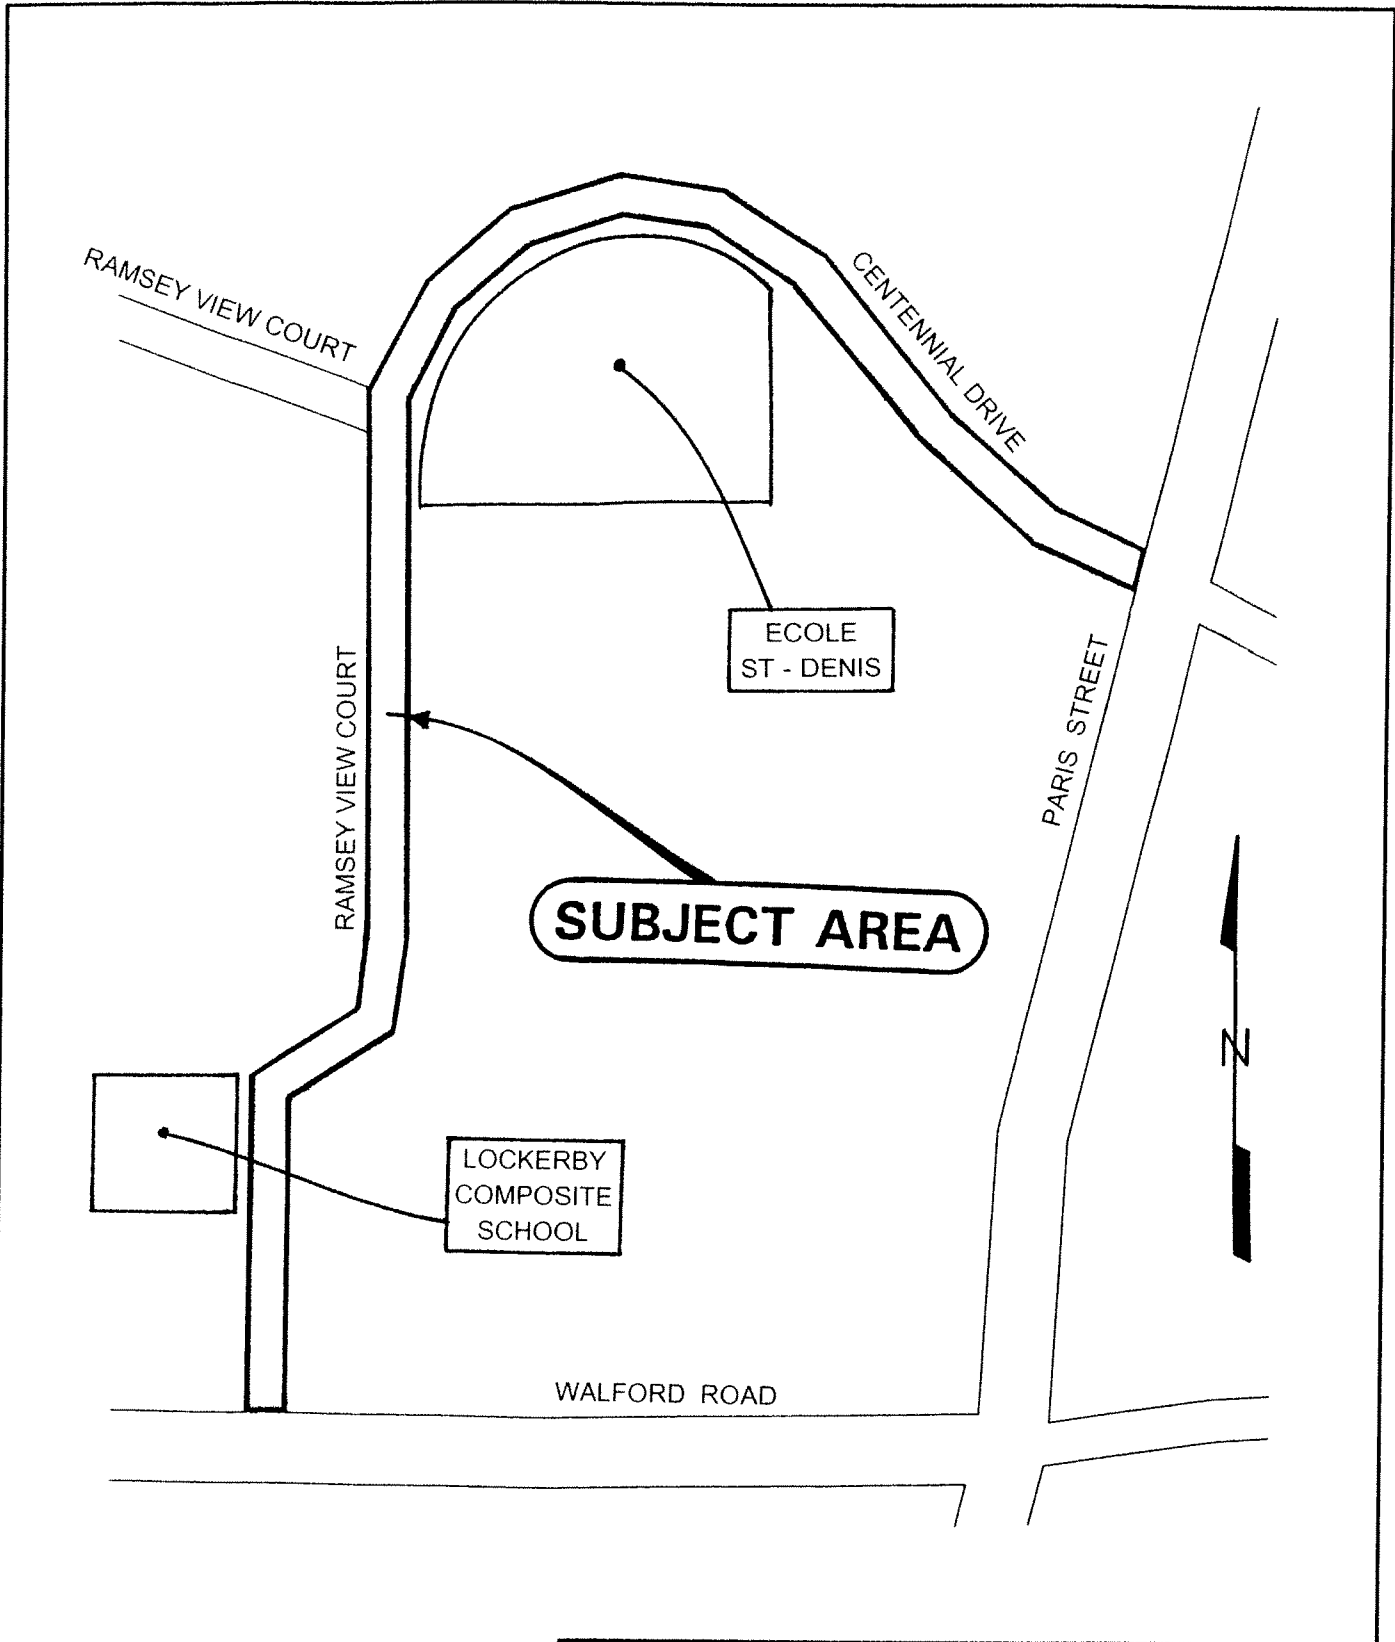 RAMSEY VIEW COURT
CENTENNIAL DRIVE
ECOLE
ST - DENIS
RAMSEY VIEW COURT
PARIS STREET
SUBJECT AREA
N
LOCKERBY
COMPOSITE
SCHOOL
WALFORD ROAD